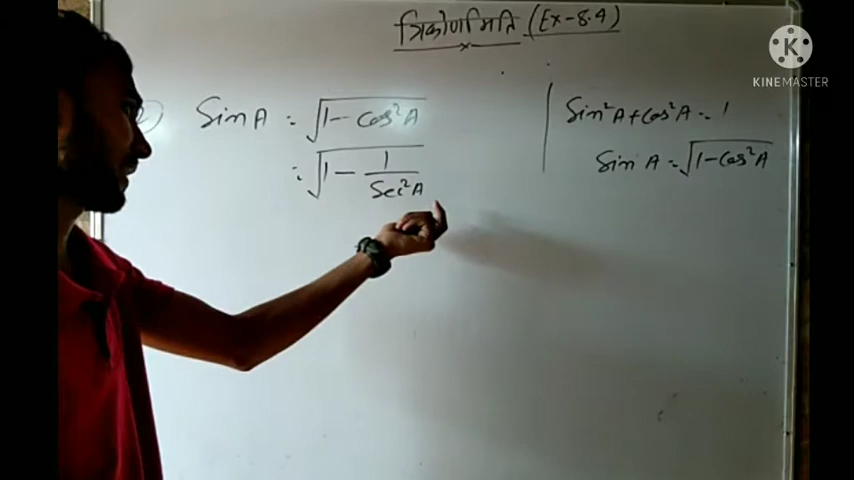 त्रिकोणमिति (Ex-8.4)
K
KINEMASTER
Sin A = √1 - Cos²A
= √1 - 1/Sec²A
Sin²A + Cos²A = 1
Sin A = √1 - Cos²A